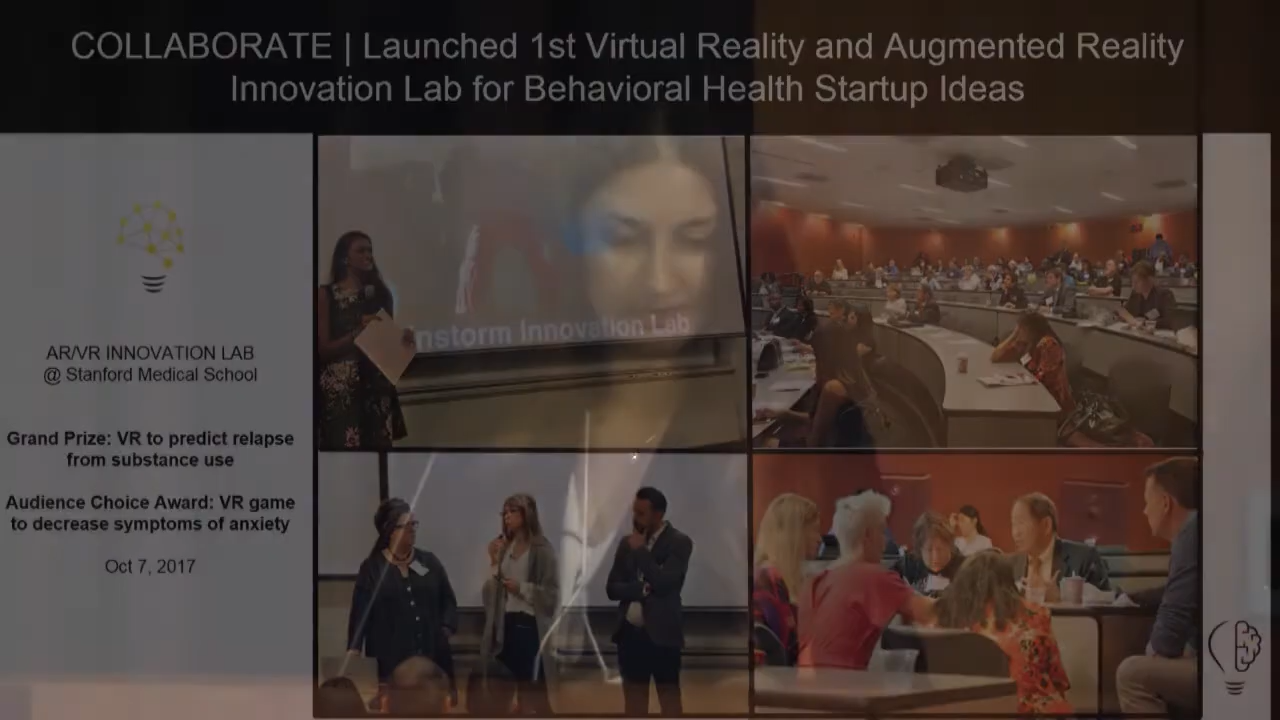 COLLABORATE | Launched 1st Virtual Reality and Augmented Reality
Innovation Lab for Behavioral Health Startup Ideas
AR/VR INNOVATION LAB
@ Stanford Medical School
Grand Prize: VR to predict relapse
from substance use
Audience Choice Award: VR game
to decrease symptoms of anxiety
Oct 7, 2017
nstorm Innovation Lab